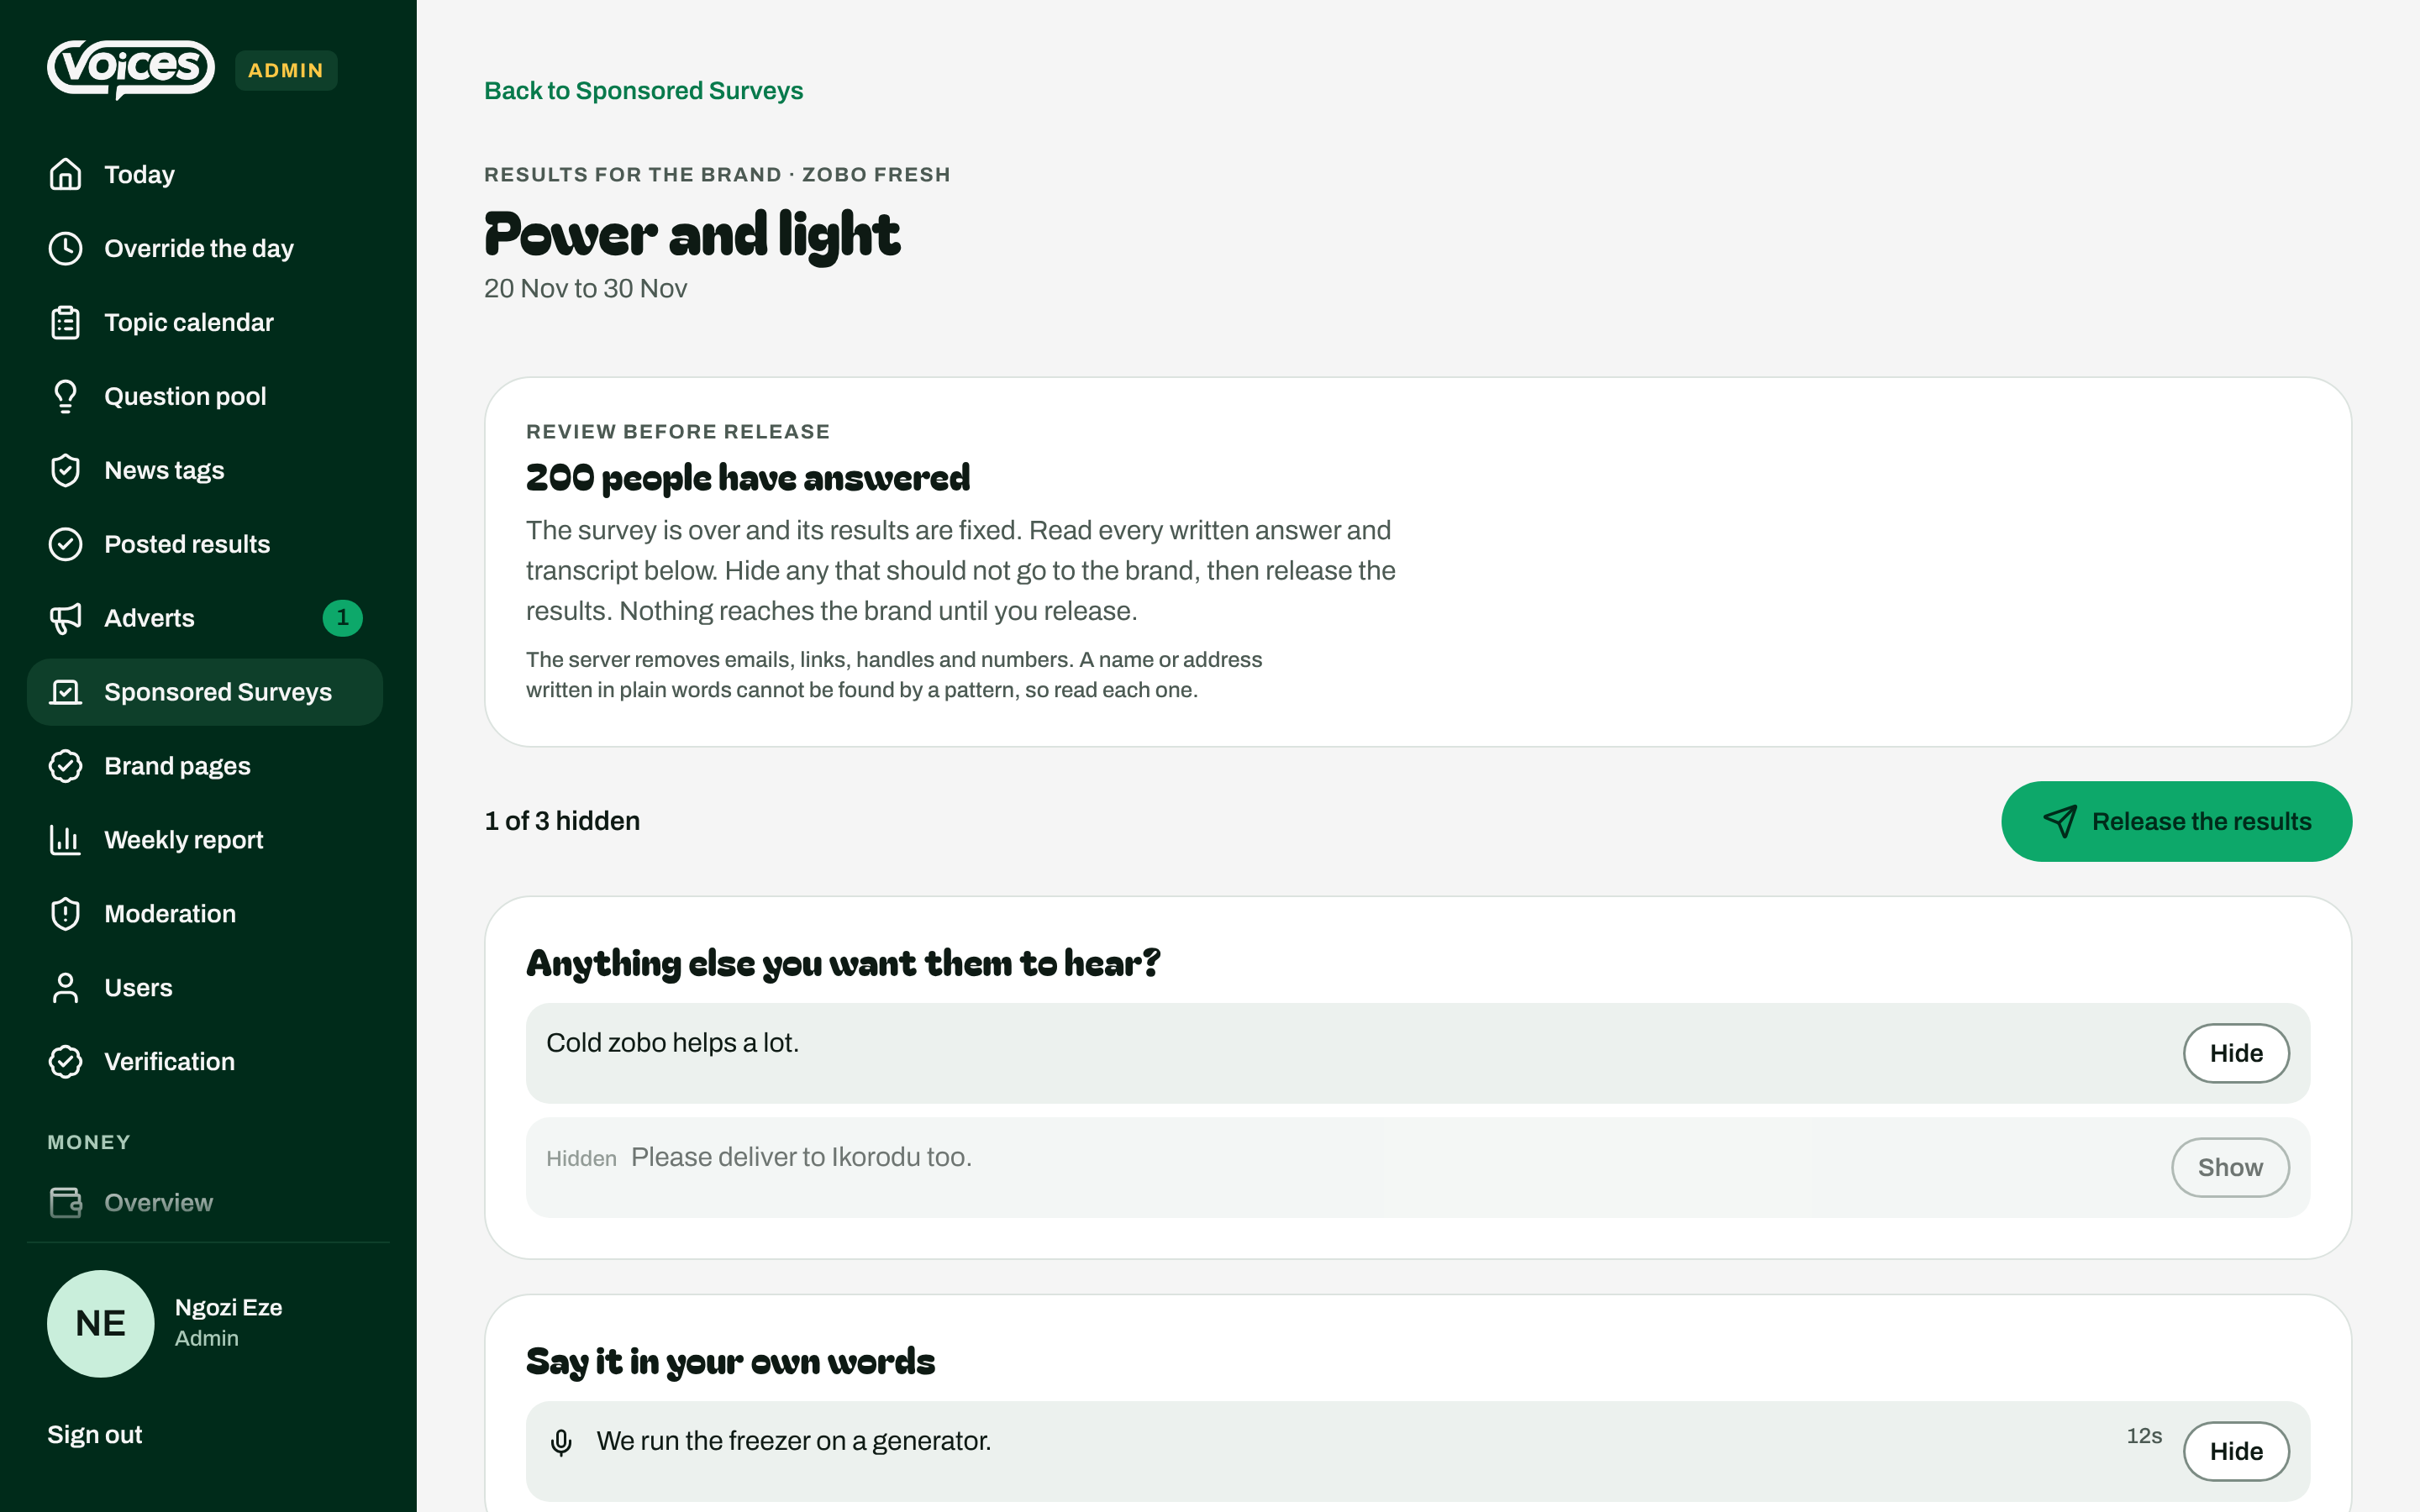 Voices
ADMIN
Today
Override the day
Topic calendar
Question pool
News tags
Posted results
Adverts
1
Sponsored Surveys
Brand pages
Weekly report
Moderation
Users
Verification
MONEY
Overview
NE
Ngozi Eze
Admin
Sign out
Back to Sponsored Surveys
RESULTS FOR THE BRAND · ZOBO FRESH
Power and light
20 Nov to 30 Nov
REVIEW BEFORE RELEASE
200 people have answered
The survey is over and its results are fixed. Read every written answer and
transcript below. Hide any that should not go to the brand, then release the
results. Nothing reaches the brand until you release.
The server removes emails, links, handles and numbers. A name or address
written in plain words cannot be found by a pattern, so read each one.
1 of 3 hidden
Release the results
Anything else you want them to hear?
Cold zobo helps a lot.
Hide
Hidden Please deliver to Ikorodu too.
Show
Say it in your own words
We run the freezer on a generator.
12s
Hide